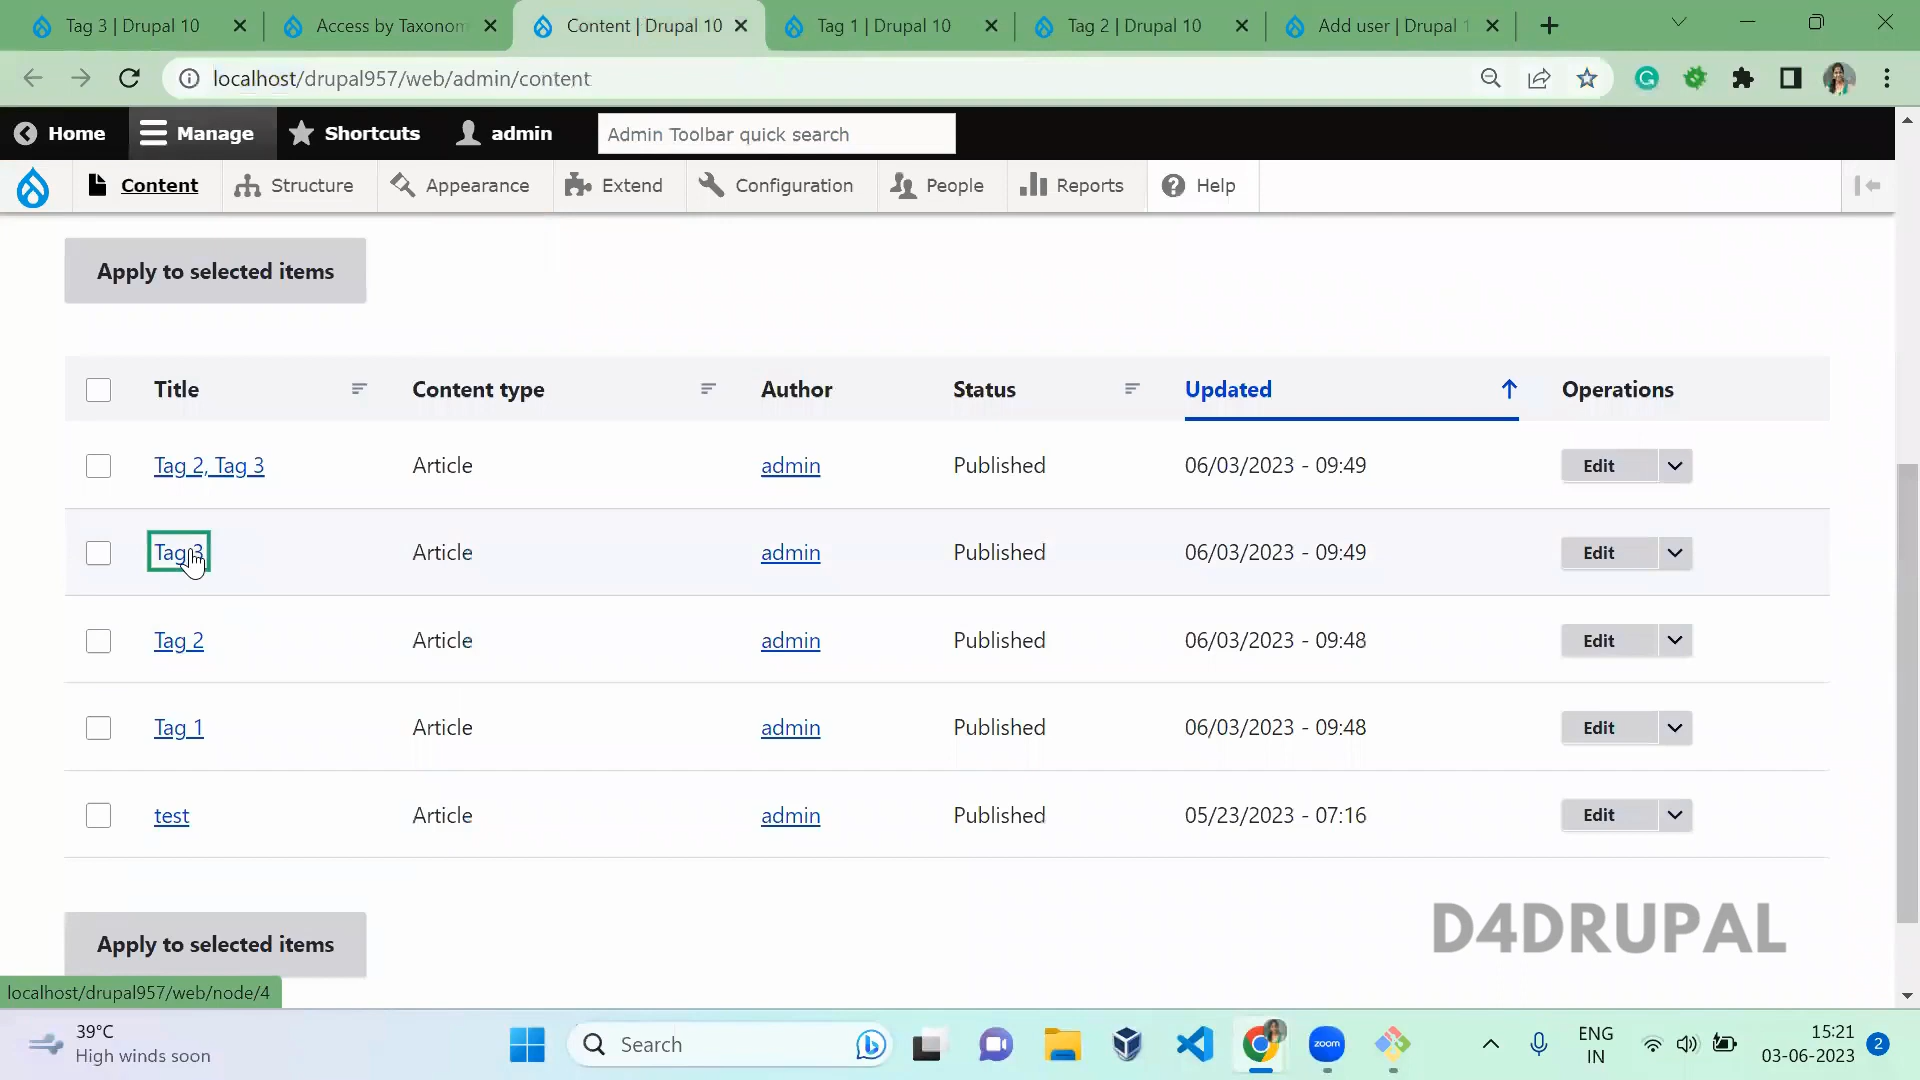 Tag 3 | Drupal 10
Access by Taxonom
Content | Drupal 10
Tag 1 | Drupal 10
Tag 2 | Drupal 10
Add user | Drupal 1
localhost/drupal957/web/admin/content
Home
Manage
Shortcuts
admin
Admin Toolbar quick search
Content
Structure
Appearance
Extend
Configuration
People
Reports
Help
Apply to selected items
Title
Content type
Author
Status
Updated
Operations
Tag 2, Tag 3
Article
admin
Published
06/03/2023 - 09:49
Edit
Tag 3
Article
admin
Published
06/03/2023 - 09:49
Edit
Tag 2
Article
admin
Published
06/03/2023 - 09:48
Edit
Tag 1
Article
admin
Published
06/03/2023 - 09:48
Edit
test
Article
admin
Published
05/23/2023 - 07:16
Edit
Apply to selected items
D4DRUPAL
localhost/drupal957/web/node/4
39°C
High winds soon
Search
zoom
ENG
IN
15:21
03-06-2023
2